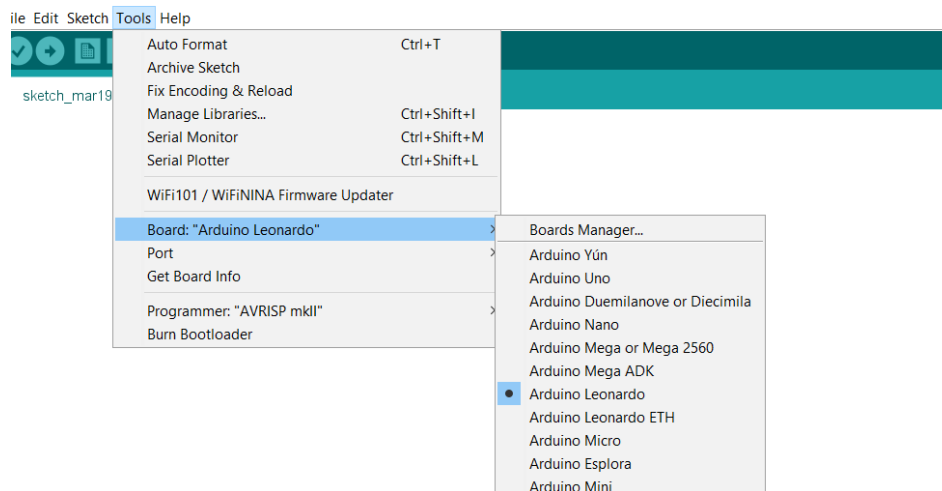 ile Edit Sketch Tools Help
sketch_mar19
Auto Format Ctrl+T
Archive Sketch
Fix Encoding & Reload
Manage Libraries... Ctrl+Shift+I
Serial Monitor Ctrl+Shift+M
Serial Plotter Ctrl+Shift+L
WiFi101 / WiFiNINA Firmware Updater
Board: "Arduino Leonardo"
Port
Get Board Info
Programmer: "AVRISP mkII"
Burn Bootloader
Boards Manager...
Arduino Yún
Arduino Uno
Arduino Duemilanove or Diecimila
Arduino Nano
Arduino Mega or Mega 2560
Arduino Mega ADK
Arduino Leonardo
Arduino Leonardo ETH
Arduino Micro
Arduino Esplora
Arduino Mini